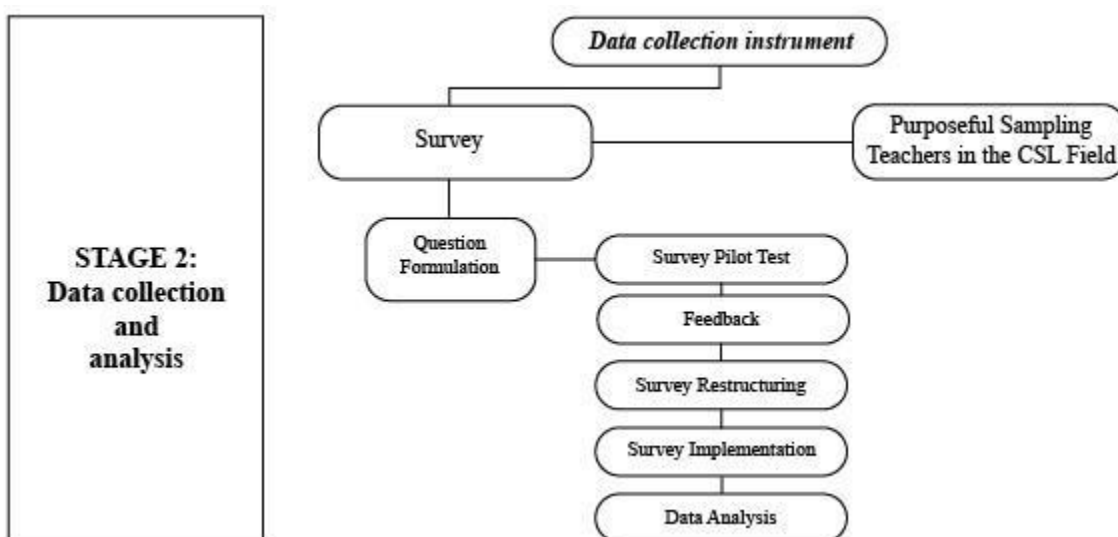 STAGE 2:
Data collection
and
analysis
Data collection instrument
Survey
Purposeful Sampling
Teachers in the CSL Field
Question
Formulation
Survey Pilot Test
Feedback
Survey Restructuring
Survey Implementation
Data Analysis